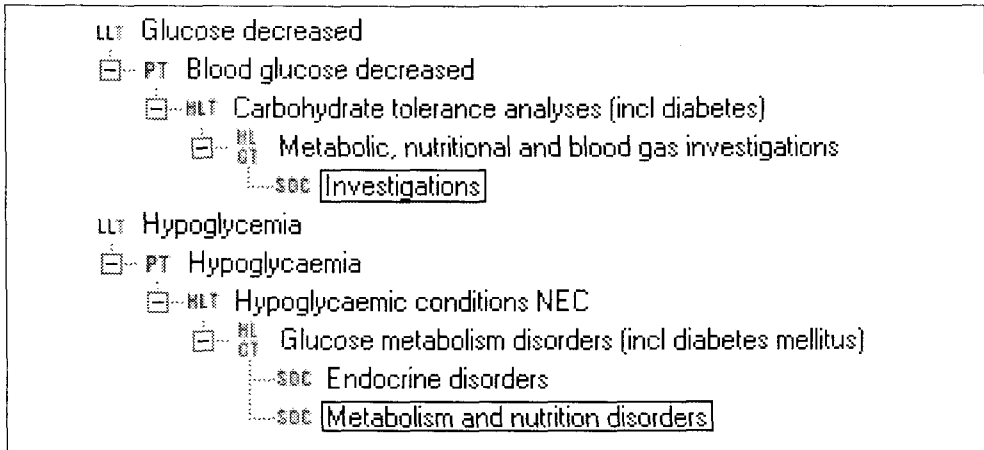 LLT Glucose decreased
PT Blood glucose decreased
HLT Carbohydrate tolerance analyses (incl diabetes)
HLGT Metabolic, nutritional and blood gas investigations
SOC Investigations
LLT Hypoglycemia
PT Hypoglycaemia
HLT Hypoglycaemic conditions NEC
HLGT Glucose metabolism disorders (incl diabetes mellitus)
SOC Endocrine disorders
SOC Metabolism and nutrition disorders